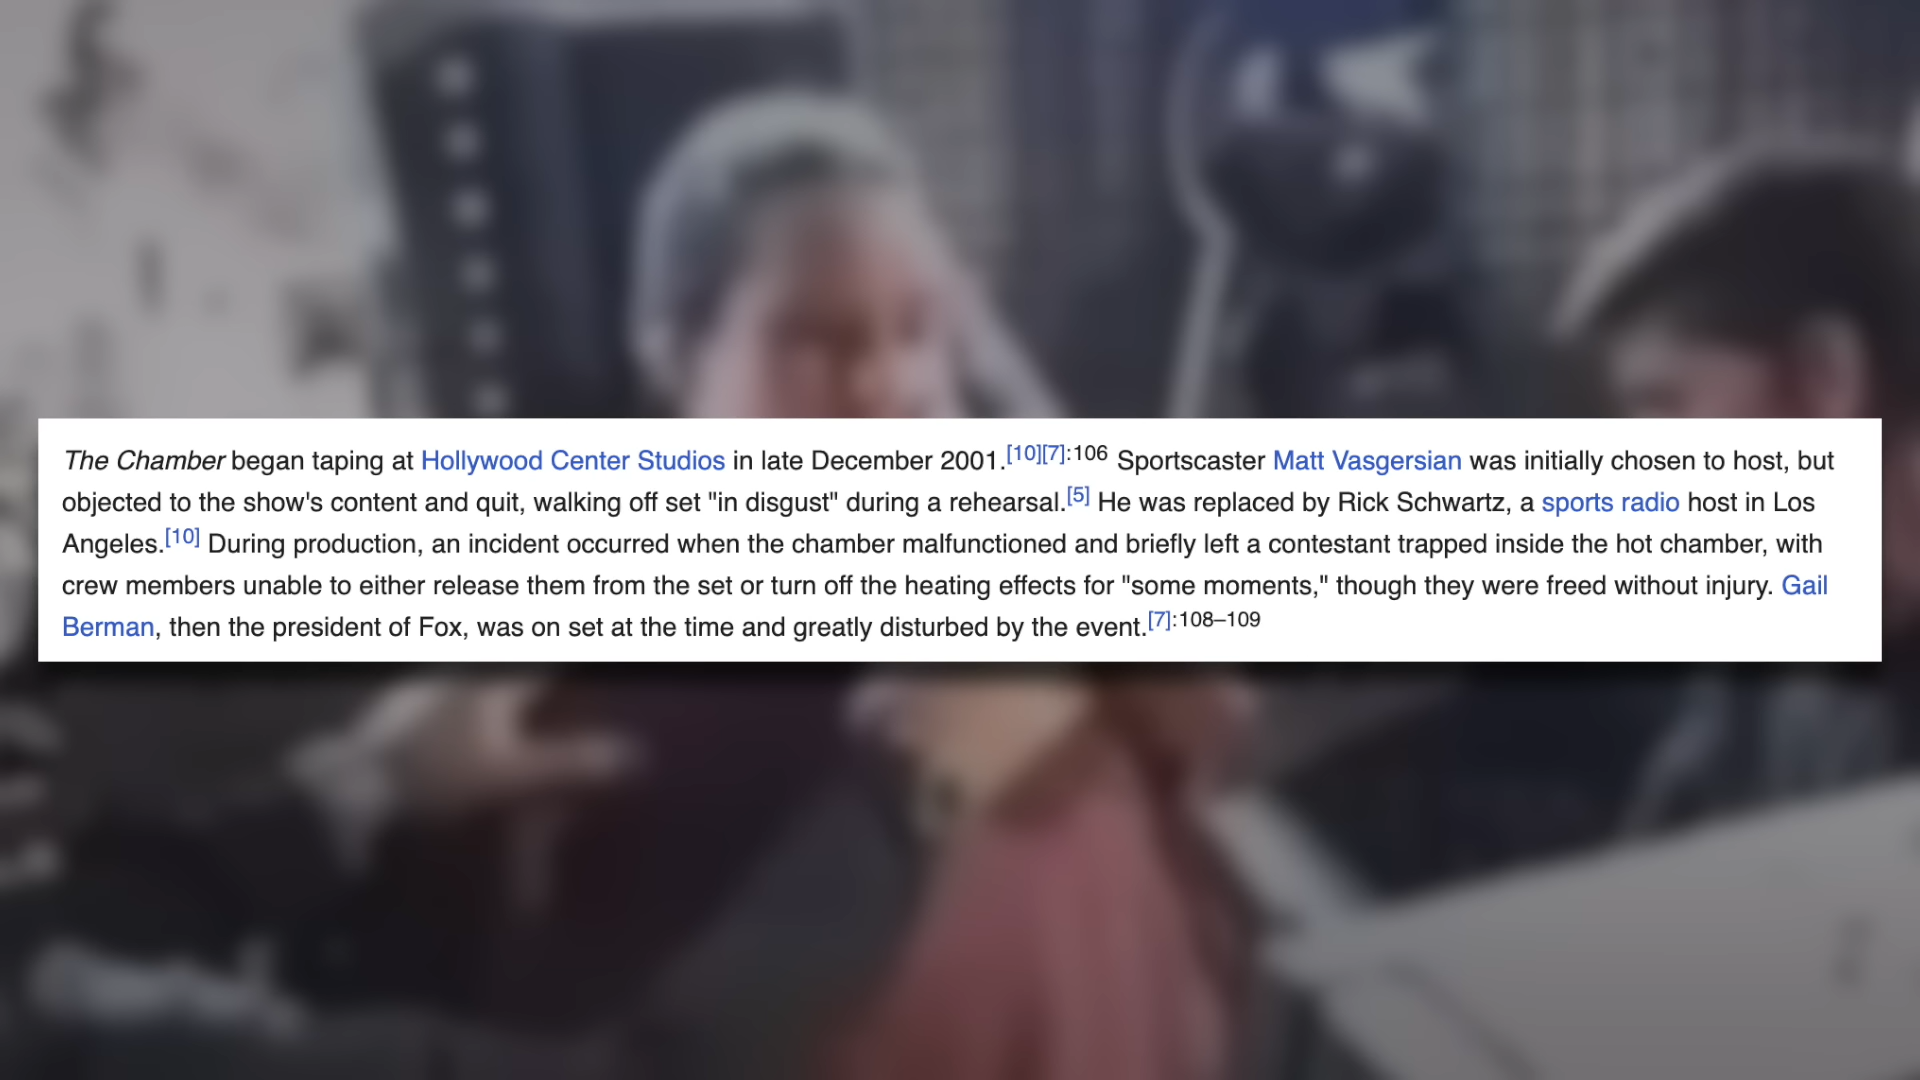 The Chamber began taping at Hollywood Center Studios in late December 2001.[10][7]:106 Sportscaster Matt Vasgersian was initially chosen to host, but
objected to the show's content and quit, walking off set "in disgust" during a rehearsal.[5] He was replaced by Rick Schwartz, a sports radio host in Los
Angeles.[10] During production, an incident occurred when the chamber malfunctioned and briefly left a contestant trapped inside the hot chamber, with
crew members unable to either release them from the set or turn off the heating effects for "some moments," though they were freed without injury. Gail
Berman, then the president of Fox, was on set at the time and greatly disturbed by the event.[7]:108–109